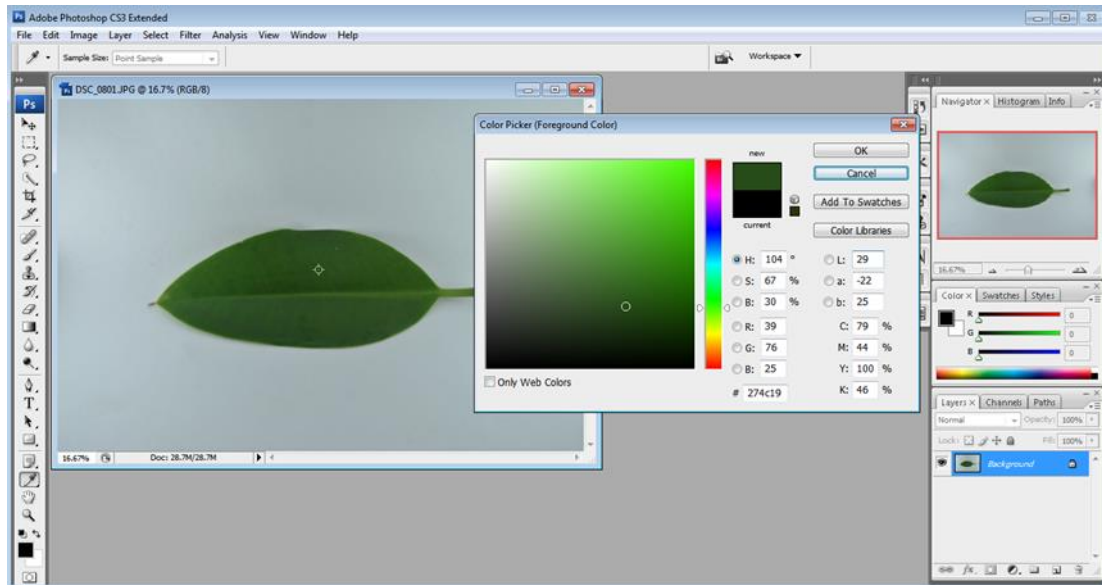 Adobe Photoshop CS3 Extended
File Edit Image Layer Select Filter Analysis View Window Help
Sample Size: Point Sample
Workspace ▼
DSC_0801.JPG @ 16.7% (RGB/8)
Ps
Color Picker (Foreground Color)
new
current
OK
Cancel
Add To Swatches
Color Libraries
H: 104 ° L: 29
S: 67 % a: -22
B: 30 % b: 25
R: 39 C: 79 %
G: 76 M: 44 %
B: 25 Y: 100 %
# 274c19 K: 46 %
Only Web Colors
16.67% Doc: 28.7M/28.7M
Navigator × Histogram Info
16.67%
Color × Swatches Styles
R 0
G 0
B 0
Layers × Channels Paths
Normal Opacity: 100%
Lock: Fill: 100%
Background